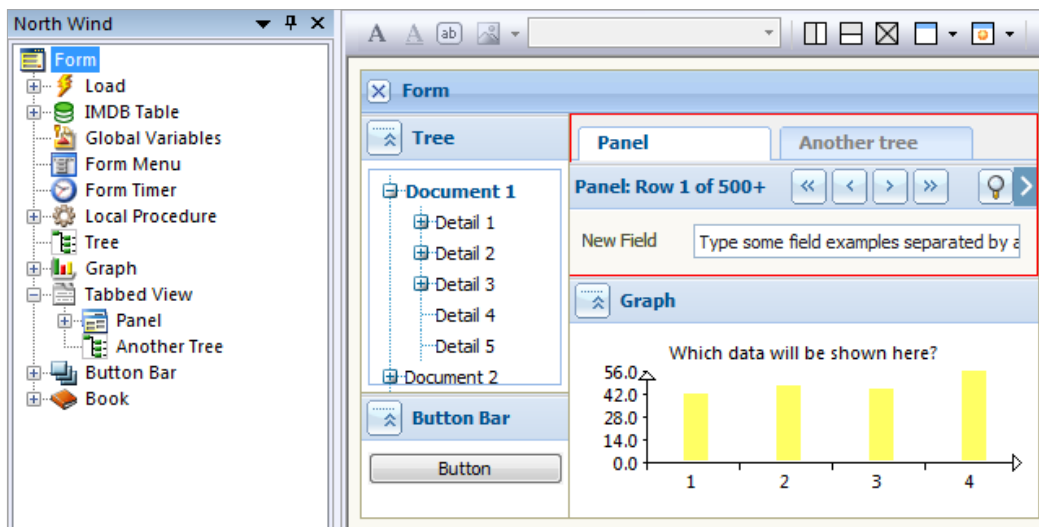 North Wind
Form
Load
IMDB Table
Global Variables
Form Menu
Form Timer
Local Procedure
Tree
Graph
Tabbed View
Panel
Another Tree
Button Bar
Book
A A ab
Form
Tree
Document 1
Detail 1
Detail 2
Detail 3
Detail 4
Detail 5
Document 2
Button Bar
Button
Panel Another tree
Panel: Row 1 of 500+
New Field Type some field examples separated by a
Graph
Which data will be shown here?
56.0
42.0
28.0
14.0
0.0
1 2 3 4